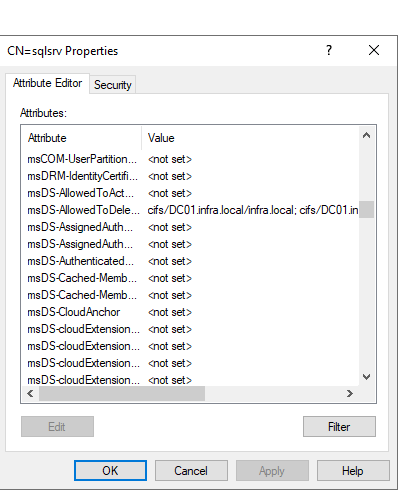 CN=sqlsrv Properties ? ×
Attribute Editor Security
Attributes:
Attribute Value
msCOM-UserPartition... <not set>
msDRM-IdentityCertifi... <not set>
msDS-AllowedToAct... <not set>
msDS-AllowedToDele... cifs/DC01.infra.local/infra.local; cifs/DC01.in
msDS-AssignedAuth... <not set>
msDS-AssignedAuth... <not set>
msDS-Authenticated... <not set>
msDS-Cached-Memb... <not set>
msDS-Cached-Memb... <not set>
msDS-CloudAnchor <not set>
msDS-cloudExtension... <not set>
msDS-cloudExtension... <not set>
msDS-cloudExtension... <not set>
msDS-cloudExtension... <not set>
Edit Filter
OK Cancel Apply Help